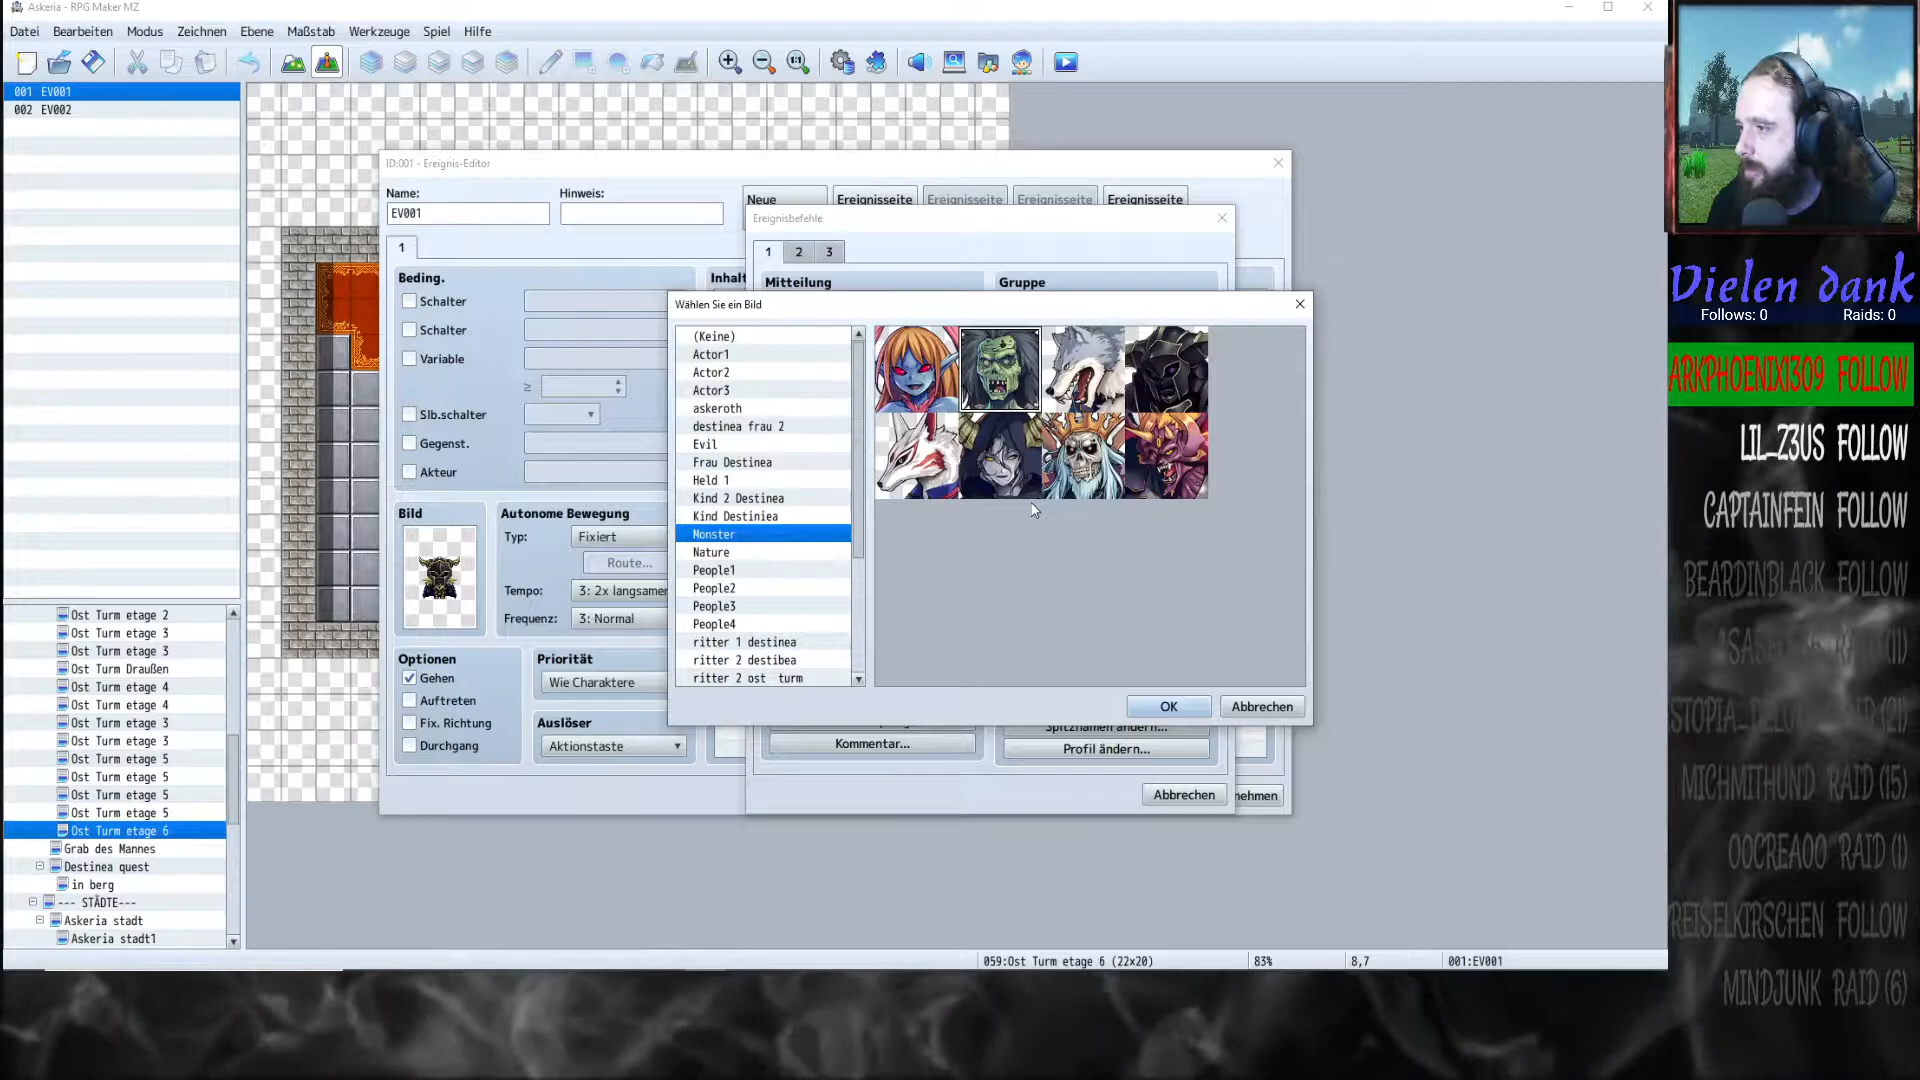 Askeria - RPG Maker MZ
Datei Bearbeiten Modus Zeichnen Ebene Maßstab Werkzeuge Spiel Hilfe
001 EV001
002 EV002
ID:001 - Ereignis-Editor
Name:
Hinweis:
EV001
Neue
Ereignisseite
Ereignisseite
Ereignisseite
Ereignisseite
1
Beding.
Schalter
Schalter
Variable
≥
Slb.schalter
Gegenst.
Akteur
Inhalt
Bild
Autonome Bewegung
Typ:
Fixiert
Route...
Tempo:
3: 2x langsamer
Frequenz:
3: Normal
Optionen
Gehen
Auftreten
Fix. Richtung
Durchgang
Priorität
Wie Charaktere
Auslöser
Aktionstaste
Ereignisbefehle
1 2 3
Mitteilung
Gruppe
Wählen Sie ein Bild
(Keine)
Actor1
Actor2
Actor3
askeroth
destinea frau 2
Evil
Frau Destinea
Held 1
Kind 2 Destinea
Kind Destiniea
Monster
Nature
People1
People2
People3
People4
ritter 1 destinea
ritter 2 destibea
ritter 2 ost turm
OK
Abbrechen
Spitznamen ändern...
Kommentar...
Profil ändern...
Abbrechen
nehmen
Ost Turm etage 2
Ost Turm etage 3
Ost Turm etage 3
Ost Turm Draußen
Ost Turm etage 4
Ost Turm etage 4
Ost Turm etage 3
Ost Turm etage 3
Ost Turm etage 5
Ost Turm etage 5
Ost Turm etage 5
Ost Turm etage 5
Ost Turm etage 6
Grab des Mannes
Destinea quest
in berg
--- STÄDTE---
Askeria stadt
Askeria stadt1
059:Ost Turm etage 6 (22x20)
83%
8,7
001:EV001
Vielen dank
Follows: 0
Raids: 0
ARKPHOENIX1309 FOLLOW
LIL_Z3US FOLLOW
CAPTAINFEIN FOLLOW
BEARDINBLACK FOLLOW
RAID (1)
RAID (2)
MICHMITHUND RAID (15)
OOCREAOO RAID (1)
REISELKIRSCHEN FOLLOW
MINDJUNK RAID (6)